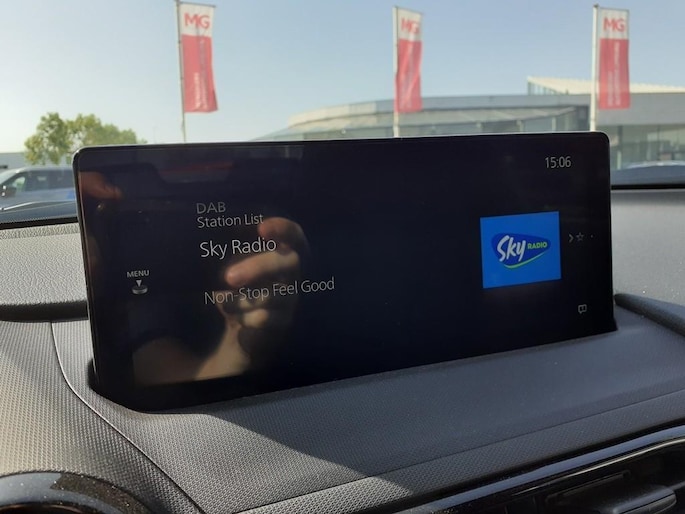 MG
MG
MG
15:06
DAB
Station List
Sky Radio
Sky RADIO
MENU
Non-Stop Feel Good